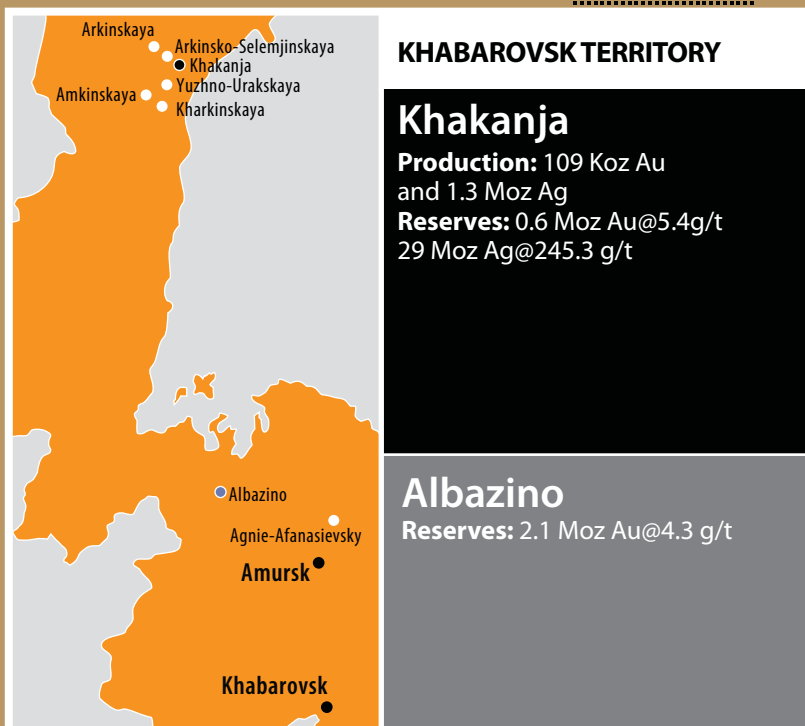 Arkinskaya
Arkinsko-Selemjinskaya
Khakanja
Yuzhno-Urakskaya
Amkinskaya
Kharkinskaya
Albazino
Agnie-Afanasievsky
Amursk
Khabarovsk
KHABAROVSK TERRITORY
Khakanja
Production: 109 Koz Au
and 1.3 Moz Ag
Reserves: 0.6 Moz Au@5.4g/t
29 Moz Ag@245.3 g/t
Albazino
Reserves: 2.1 Moz Au@4.3 g/t